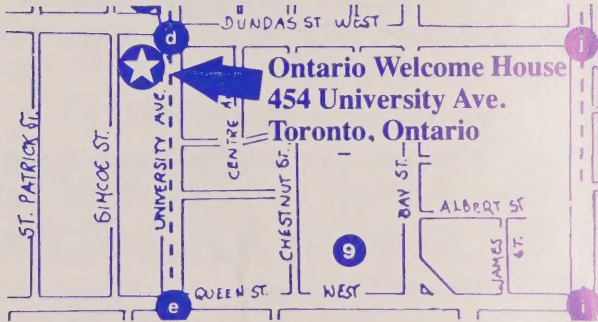 DUNDAS ST WEST
d
j
Ontario Welcome House
454 University Ave.
Toronto, Ontario
ST. PATRICK ST.
SIMCOE ST.
UNIVERSITY AVE.
CENTRE
CHESTNUT ST.
BAY ST.
ALBERT ST
JAMES ST.
9
e
QUEEN ST. WEST
i